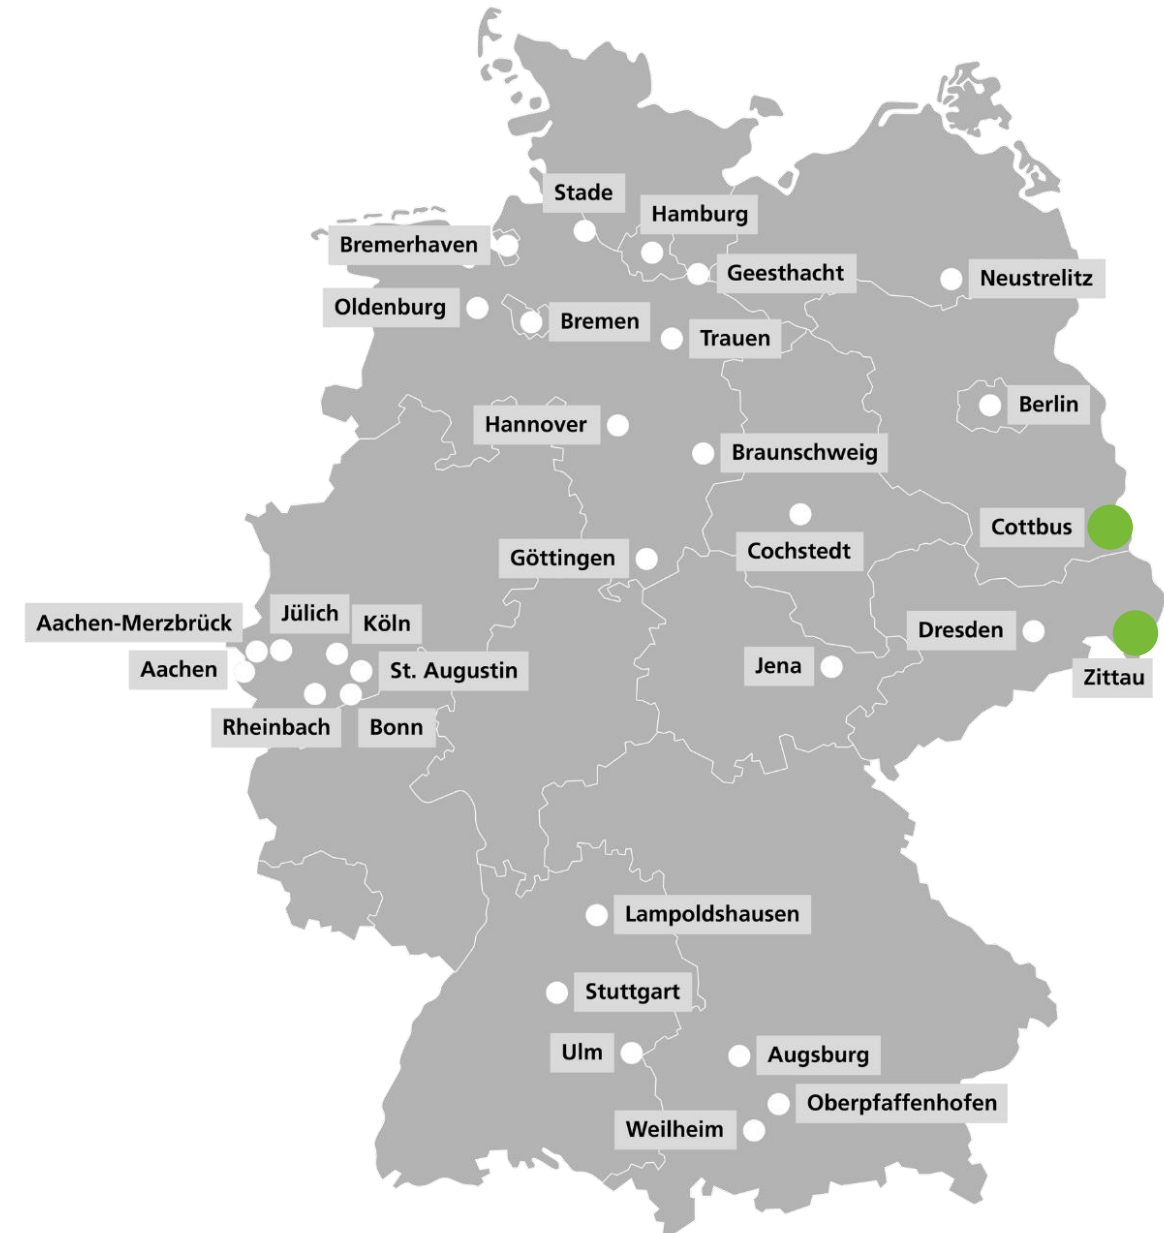 Stade
Hamburg
Bremerhaven
Geesthacht
Neustrelitz
Oldenburg
Bremen
Trauen
Berlin
Hannover
Braunschweig
Cottbus
Cochstedt
Göttingen
Jülich
Aachen-Merzbrück
Köln
Dresden
Aachen
St. Augustin
Jena
Zittau
Rheinbach
Bonn
Lampoldshausen
Stuttgart
Ulm
Augsburg
Oberpfaffenhofen
Weilheim